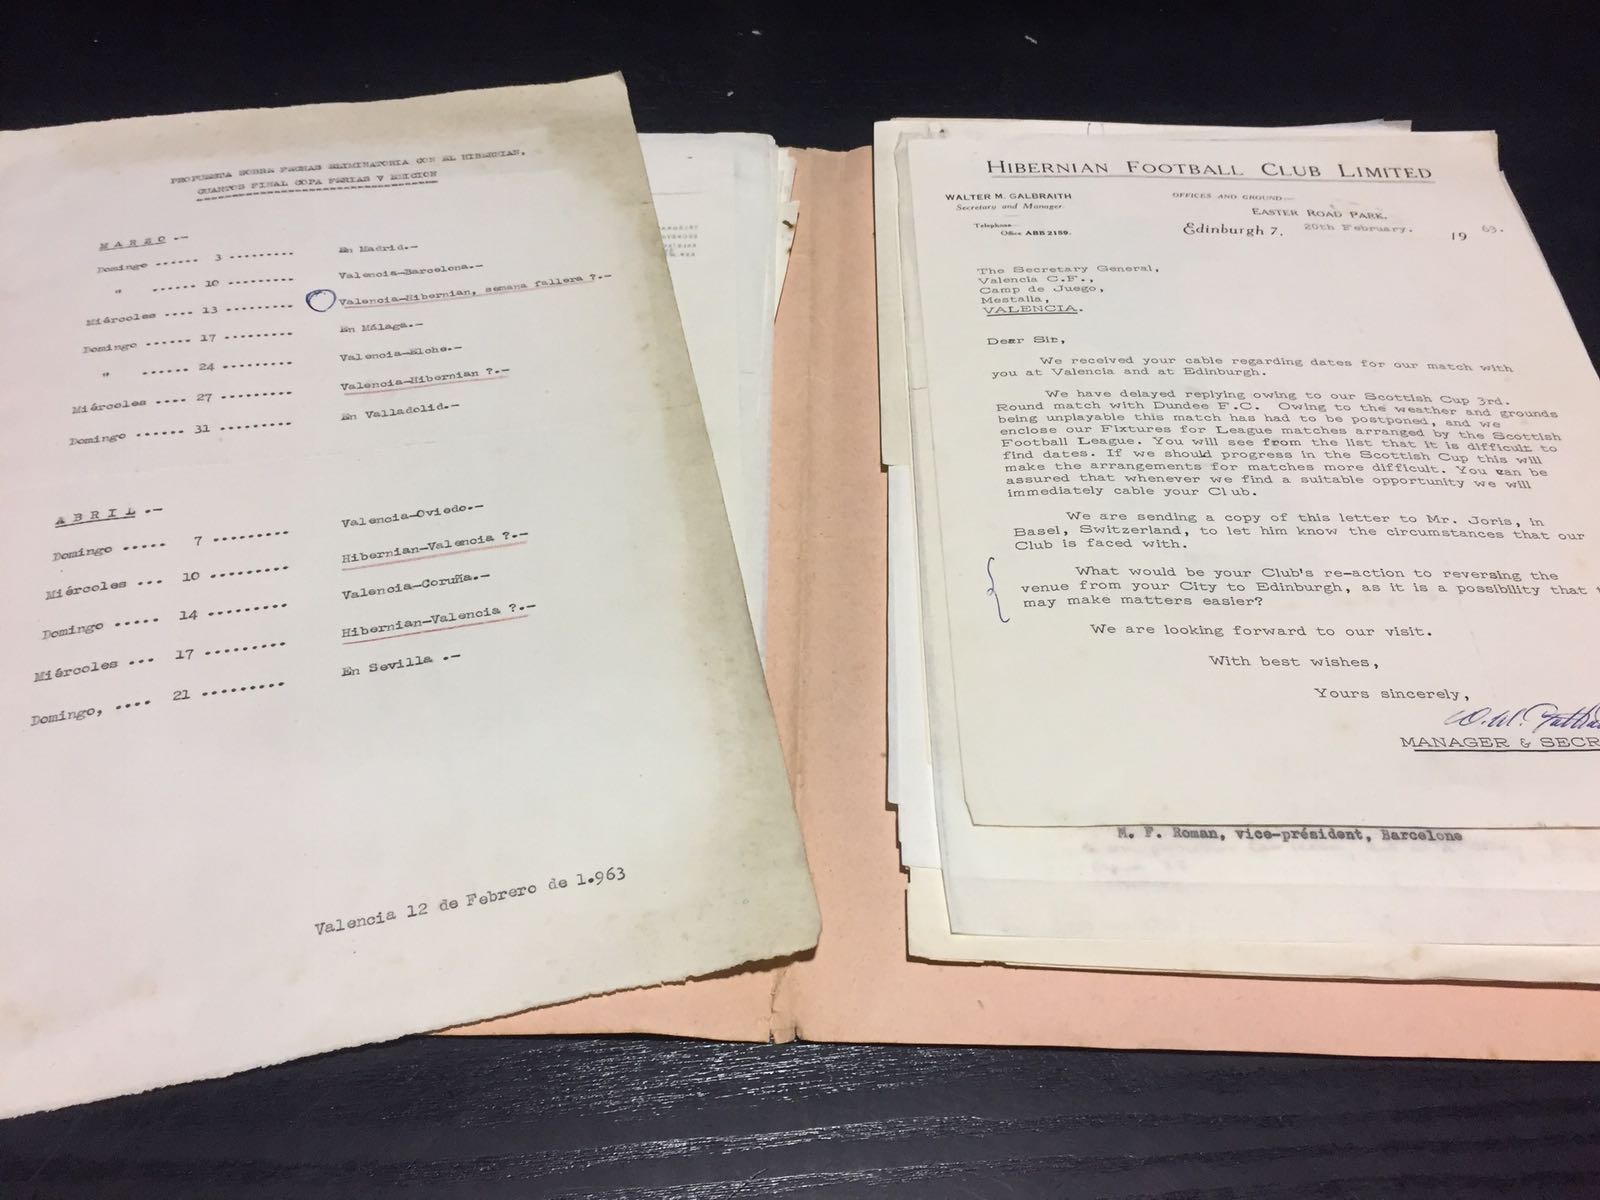 PROPUESTA SOBRE FECHAS ELIMINATORIA CON EL HIBERNIAN.
CUARTOS FINAL COPA FERIAS V EDICION
MARZO.-
Domingo ...... 3 ......... En Madrid.-
" ...... 10 ......... Valencia-Barcelona.-
Miércoles .... 13 ......... Valencia-Hibernian, semana fallera ?.-
Domingo ...... 17 ......... En Málaga.-
" ...... 24 ......... Valencia-Elche.-
Miércoles .... 27 ......... Valencia-Hibernian ?.-
Domingo ...... 31 ......... En Valladolid.-
ABRIL.-
Domingo ..... 7 ......... Valencia-Oviedo.-
Miércoles ... 10 ......... Hibernian-Valencia ?.-
Domingo ..... 14 ......... Valencia-Coruña.-
Miércoles ... 17 ......... Hibernian-Valencia ?.-
Domingo, .... 21 ......... En Sevilla .-
Valencia 12 de Febrero de 1.963
HIBERNIAN FOOTBALL CLUB LIMITED
WALTER M. GALBRAITH
Secretary and Manager
Telephone—
Office ABB 2159.
OFFICES AND GROUND—
EASTER ROAD PARK,
Edinburgh 7, 20th February. 19 63.
The Secretary General,
Valencia C.F.,
Camp de Juego,
Mestalla,
VALENCIA.
Dear Sir,
We received your cable regarding dates for our match with
you at Valencia and at Edinburgh.
We have delayed replying owing to our Scottish Cup 3rd.
Round match with Dundee F.C. Owing to the weather and grounds
being unplayable this match has had to be postponed, and we
enclose our Fixtures for League matches arranged by the Scottish
Football League. You will see from the list that it is difficult to
find dates. If we should progress in the Scottish Cup this will
make the arrangements for matches more difficult. You can be
assured that whenever we find a suitable opportunity we will
immediately cable your Club.
We are sending a copy of this letter to Mr. Joris, in
Basel, Switzerland, to let him know the circumstances that our
Club is faced with.
What would be your Club's re-action to reversing the
venue from your City to Edinburgh, as it is a possibility that
may make matters easier?
We are looking forward to our visit.
With best wishes,
Yours sincerely,
MANAGER & SECR
M. F. Roman, vice-président, Barcelone